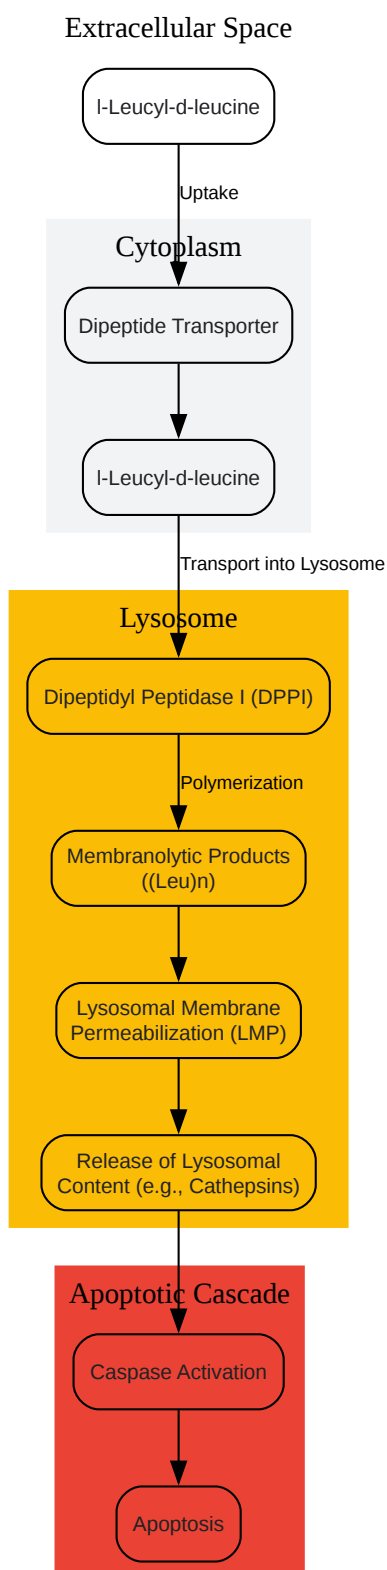 Extracellular Space
l-Leucyl-d-leucine
Uptake
Cytoplasm
Dipeptide Transporter
l-Leucyl-d-leucine
Transport into Lysosome
Lysosome
Dipeptidyl Peptidase I (DPPI)
Polymerization
Membranolytic Products
((Leu)n)
Lysosomal Membrane
Permeabilization (LMP)
Release of Lysosomal
Content (e.g., Cathepsins)
Apoptotic Cascade
Caspase Activation
Apoptosis